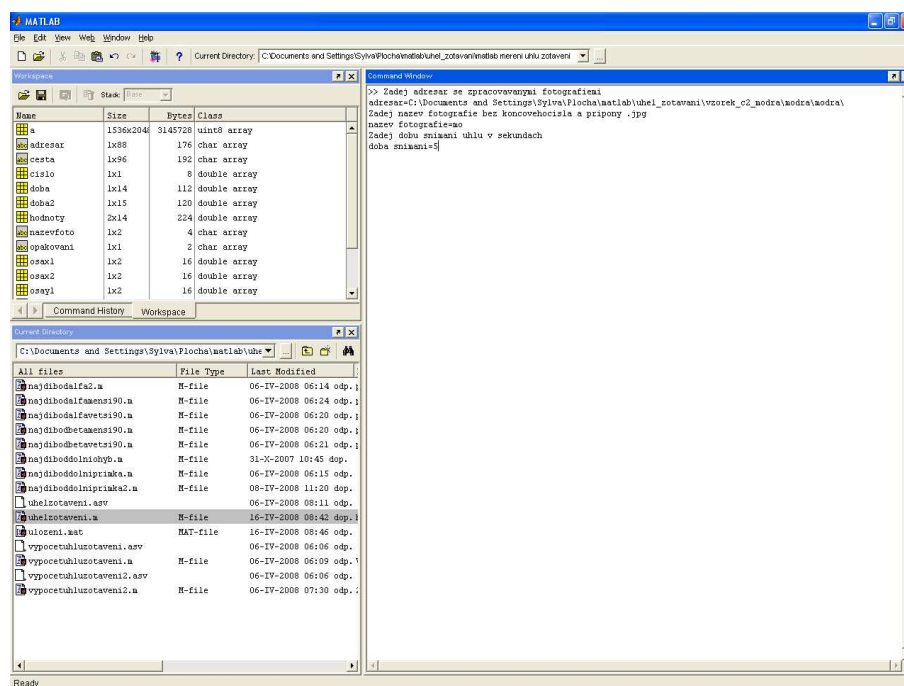 MATLAB
File Edit View Web Window Help
Current Directory: C:\Documents and Settings\Sylva\Plocha\matlab\uhel_zotavani\matlab mereni uhlu zotaveni
Workspace
Stack: Base
Name Size Bytes Class
a 1536x2048 3145728 uint8 array
adresar 1x88 176 char array
cesta 1x96 192 char array
cislo 1x1 8 double array
doba 1x14 112 double array
doba2 1x15 120 double array
hodnoty 2x14 224 double array
nazevfoto 1x2 4 char array
opakovani 1x1 2 char array
osax1 1x2 16 double array
osax2 1x2 16 double array
osay1 1x2 16 double array
Command History Workspace
Current Directory
C:\Documents and Settings\Sylva\Plocha\matlab\uhe
All files File Type Last Modified
najdibodalfa2.m M-file 06-IV-2008 06:14 odp.
najdibodalfamensi90.m M-file 06-IV-2008 06:24 odp.
najdibodalfavetsi90.m M-file 06-IV-2008 06:20 odp.
najdibodbetamensi90.m M-file 06-IV-2008 06:20 odp.
najdibodbetavetsi90.m M-file 06-IV-2008 06:21 odp.
najdiboddolniohyb.m M-file 31-X-2007 10:45 dop.
najdiboddolniprimka.m M-file 06-IV-2008 06:15 odp.
najdiboddolniprimka2.m M-file 08-IV-2008 11:20 dop.
uhelzotaveni.asv 06-IV-2008 08:11 odp.
uhelzotaveni.m M-file 16-IV-2008 08:42 dop.
ulozeni.mat MAT-file 16-IV-2008 08:46 odp.
vypocetuhluzotaveni.asv 06-IV-2008 06:06 odp.
vypocetuhluzotaveni.m M-file 06-IV-2008 06:09 odp.
vypocetuhluzotaveni2.asv 06-IV-2008 06:06 odp.
vypocetuhluzotaveni2.m M-file 06-IV-2008 07:30 odp.
Ready
Command Window
>> Zadej adresar se zpracovavanymi fotografiemi
adresar=C:\Documents and Settings\Sylva\Plocha\matlab\uhel_zotavani\vzorek_c2_modra\modra\modra\
Zadej nazev fotografie bez koncovehocisla a pripony .jpg
nazev fotografie=mo
Zadej dobu snimani uhlu v sekundach
doba snimani=5